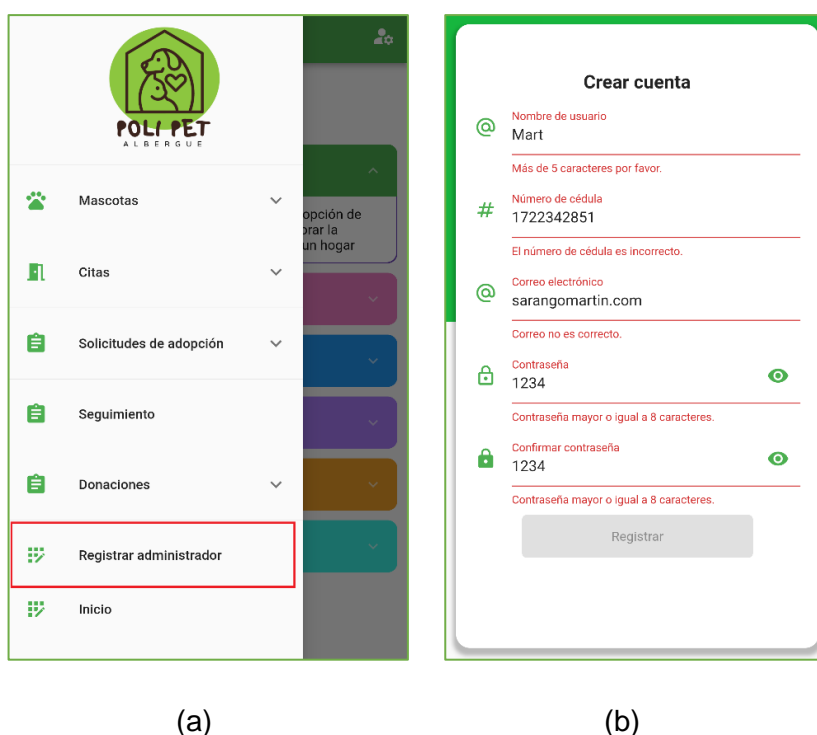 POLI PET
ALBERGUE
Mascotas
opción de
orar la
un hogar
Citas
Solicitudes de adopción
Seguimiento
Donaciones
Registrar administrador
Inicio
(a)
Crear cuenta
Nombre de usuario
Mart
Más de 5 caracteres por favor.
Número de cédula
1722342851
El número de cédula es incorrecto.
Correo electrónico
sarangomartin.com
Correo no es correcto.
Contraseña
1234
Contraseña mayor o igual a 8 caracteres.
Confirmar contraseña
1234
Contraseña mayor o igual a 8 caracteres.
Registrar
(b)